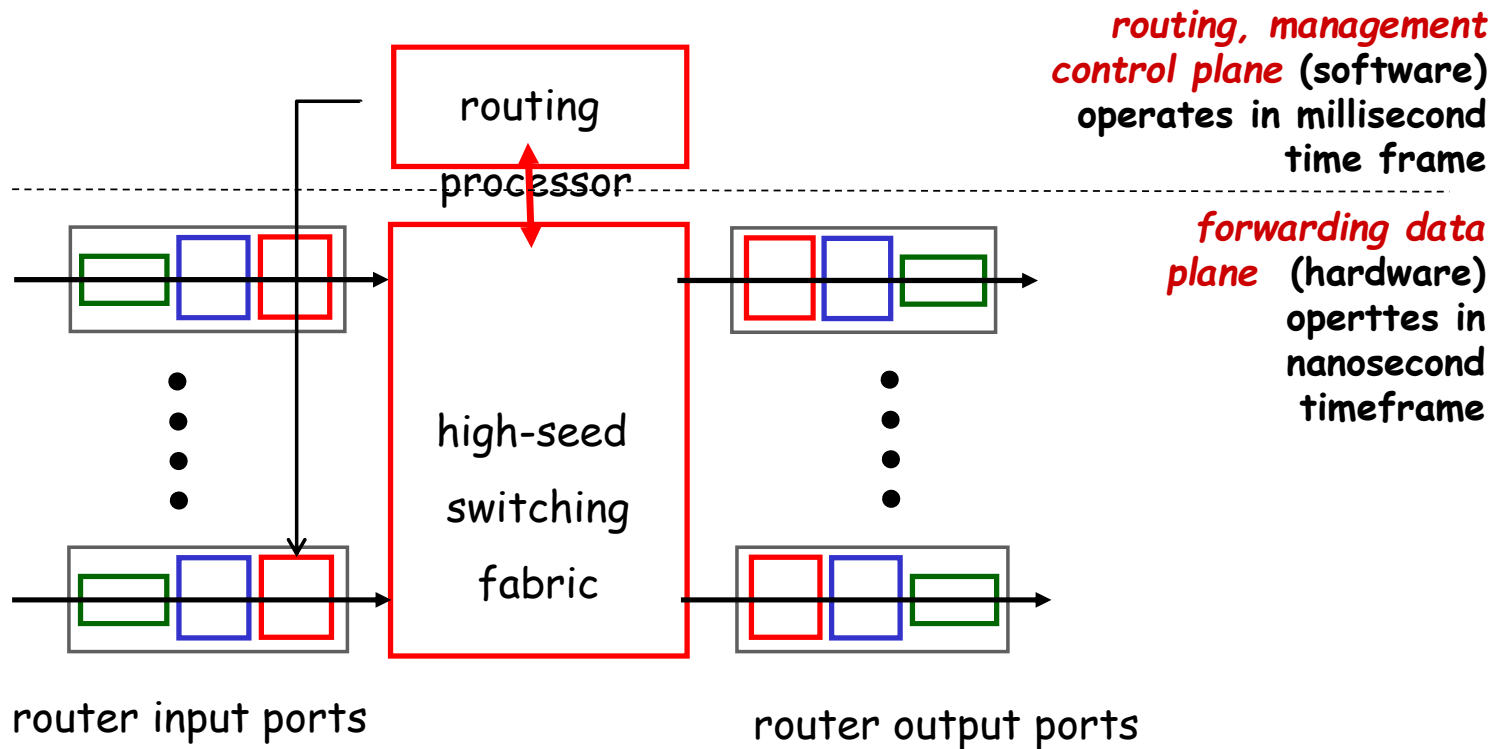 routing, management
control plane (software)
operates in millisecond
time frame
routing
processor
forwarding data
plane (hardware)
operttes in
nanosecond
timeframe
high-seed
switching
fabric
router input ports
router output ports